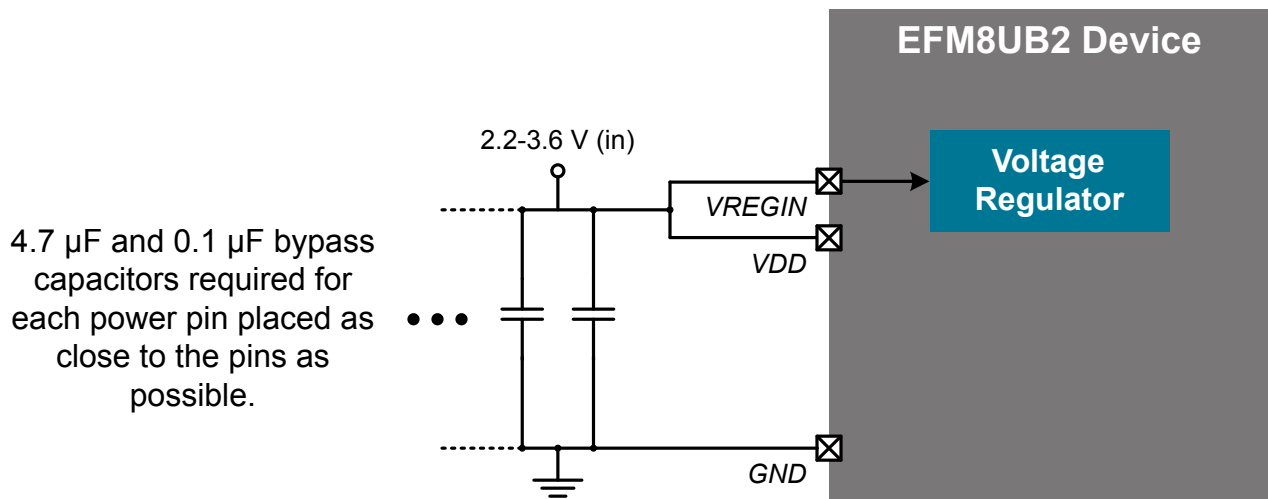 EFM8UB2 Device
2.2-3.6 V (in)
Voltage
Regulator
VREGIN
VDD
4.7 µF and 0.1 µF bypass
capacitors required for
each power pin placed as
close to the pins as
possible.
GND